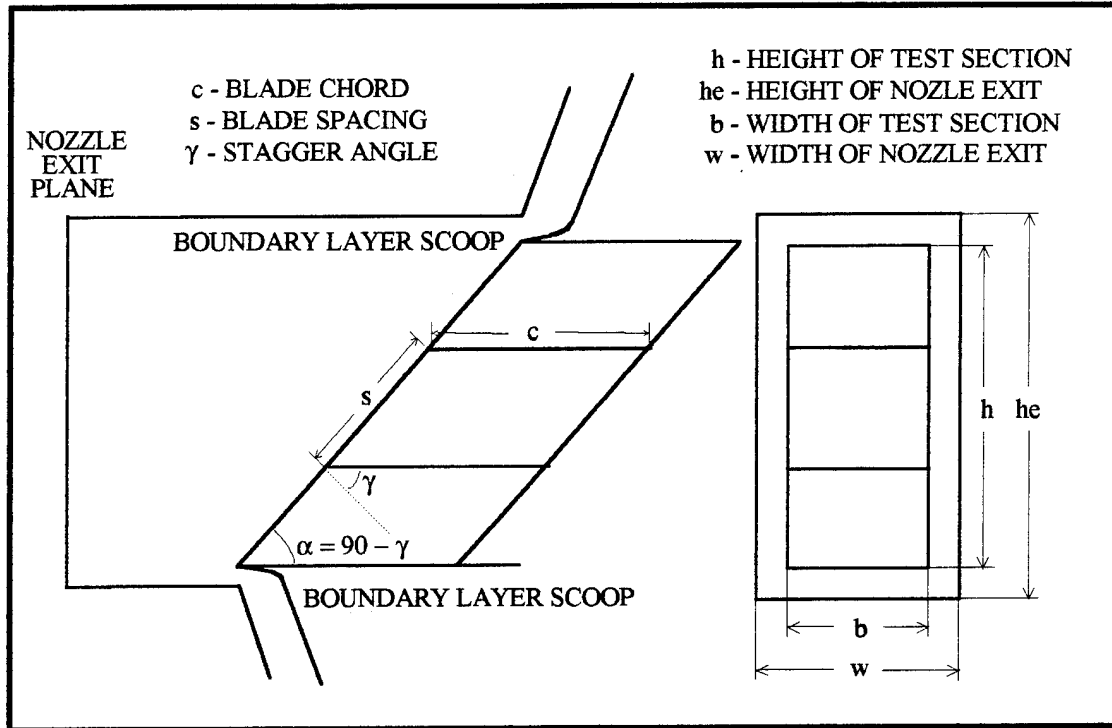 c - BLADE CHORD
s - BLADE SPACING
γ - STAGGER ANGLE
h - HEIGHT OF TEST SECTION
he - HEIGHT OF NOZLE EXIT
b - WIDTH OF TEST SECTION
w - WIDTH OF NOZZLE EXIT
NOZZLE
EXIT
PLANE
BOUNDARY LAYER SCOOP
c
s
γ
α = 90 − γ
BOUNDARY LAYER SCOOP
h
he
b
w